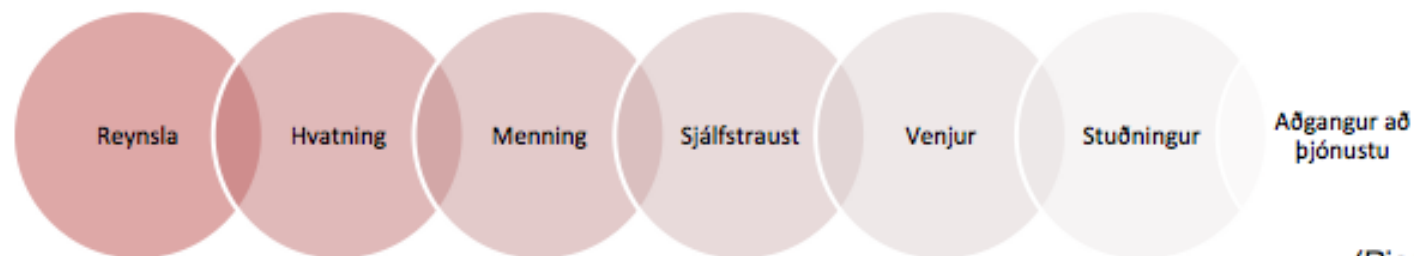 Reynsla
Hvatning
Menning
Sjálfstraust
Venjur
Stuðningur
Aðgangur að
þjónustu